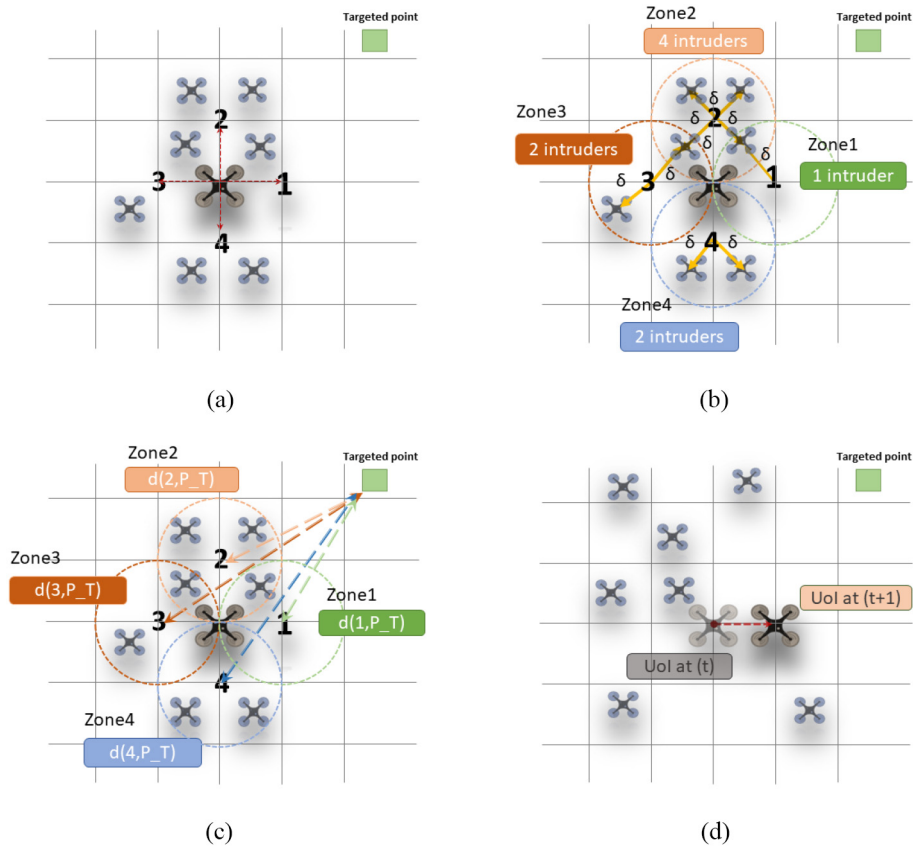 Targeted point
2
3
1
4
(a)
Zone2
Targeted point
4 intruders
δ
δ
2
δ
Zone3
δ
Zone1
2 intruders
δ
δ
1 intruder
δ
3
1
4
δ
δ
Zone4
2 intruders
(b)
Zone2
Targeted point
d(2,P_T)
2
Zone3
d(3,P_T)
Zone1
3
1
d(1,P_T)
4
Zone4
d(4,P_T)
(c)
Targeted point
UoI at (t+1)
UoI at (t)
(d)